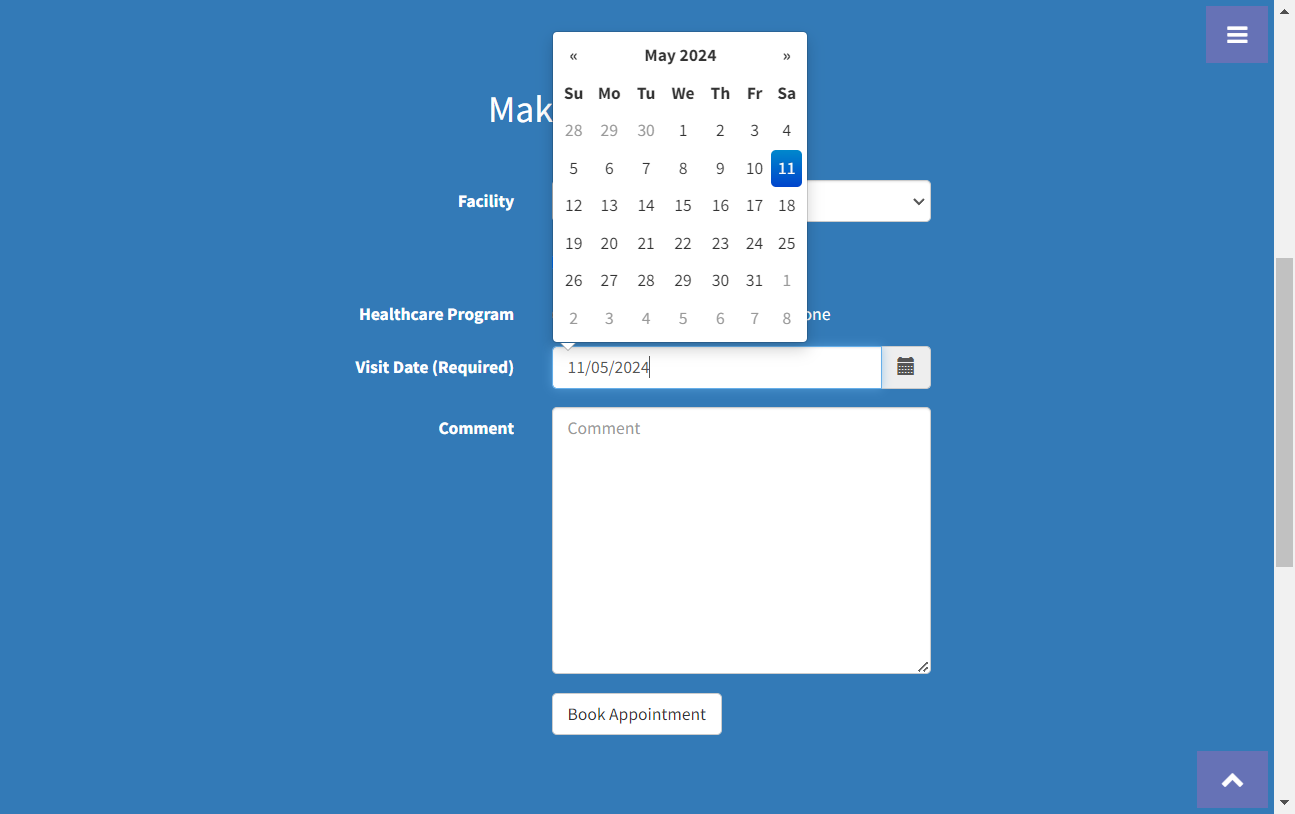 « May 2024 »
Su Mo Tu We Th Fr Sa
28 29 30 1 2 3 4
5 6 7 8 9 10 11
12 13 14 15 16 17 18
19 20 21 22 23 24 25
26 27 28 29 30 31 1
2 3 4 5 6 7 8
Mak
Facility
Healthcare Program
one
Visit Date (Required) 11/05/2024
Comment Comment
Book Appointment